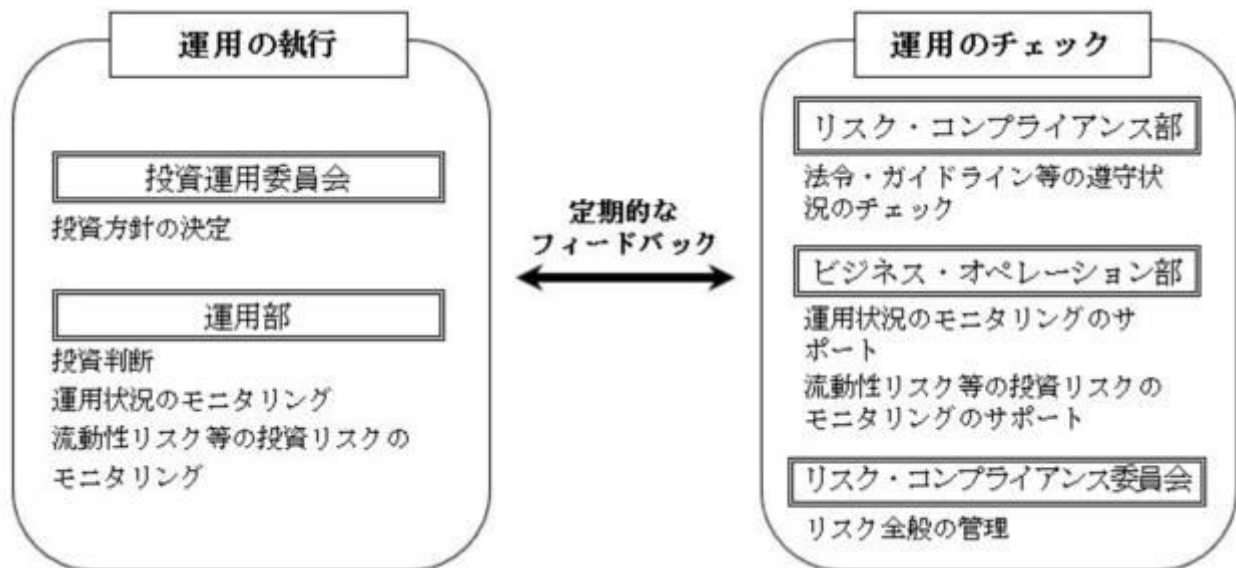 運用の執行
投資運用委員会
投資方針の決定
運用部
投資判断
運用状況のモニタリング
流動性リスク等の投資リスクの
モニタリング
定期的な
フィードバック
運用のチェック
リスク・コンプライアンス部
法令・ガイドライン等の遵守状
況のチェック
ビジネス・オペレーション部
運用状況のモニタリングのサ
ポート
流動性リスク等の投資リスクの
モニタリングのサポート
リスク・コンプライアンス委員会
リスク全般の管理